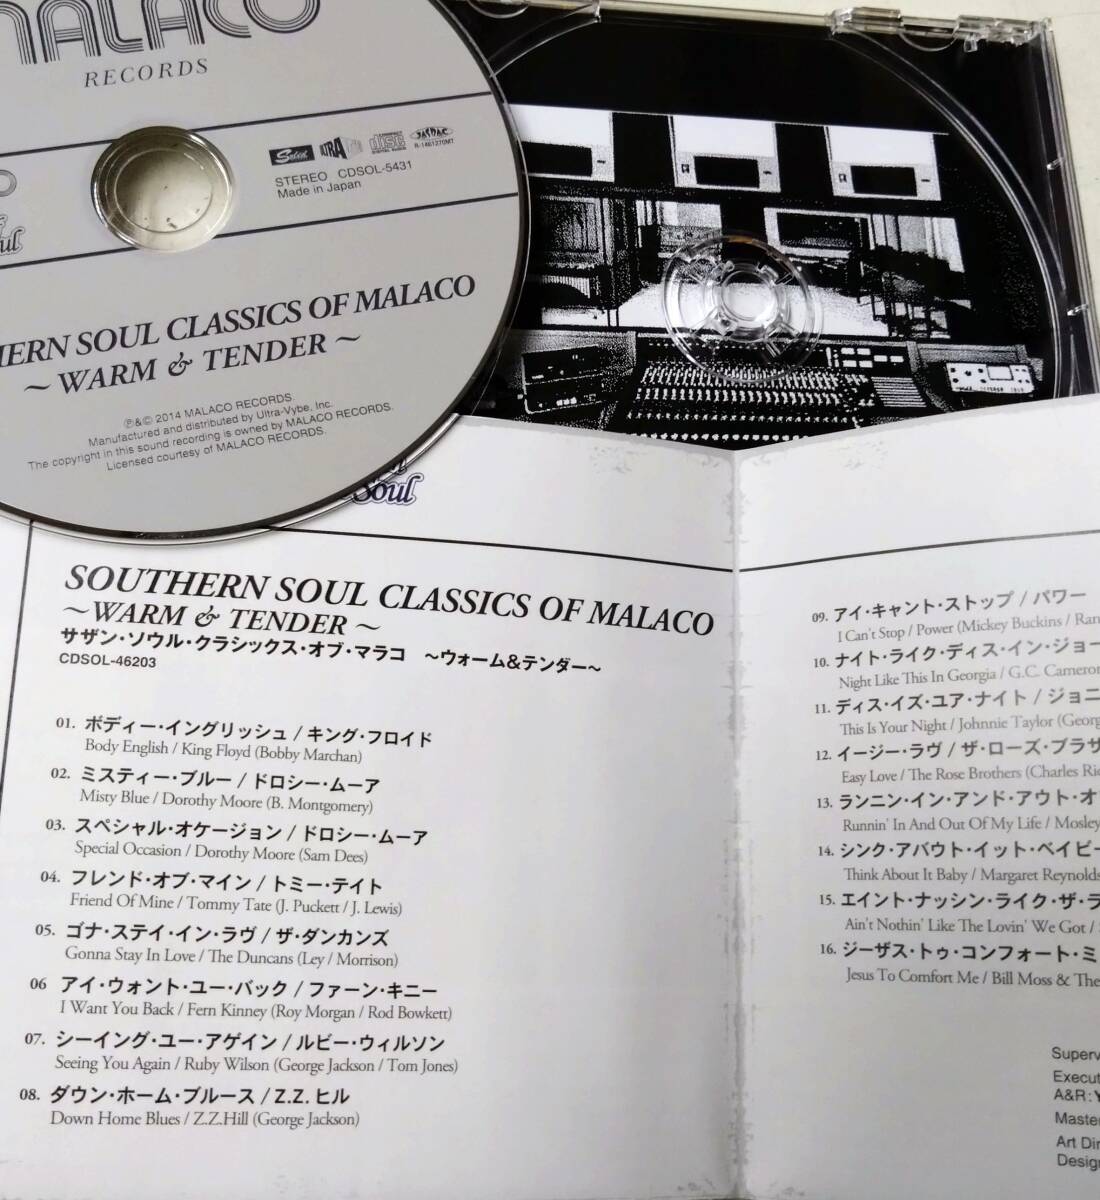 MALACO
RECORDS
STEREO CDSOL-5431
Made in Japan
JASRAC
R-1461270MT
SOUL CLASSICS OF MALACO
～WARM & TENDER～
℗&© 2014 MALACO RECORDS.
Manufactured and distributed by Ultra-Vybe, Inc.
The copyright in this sound recording is owned by MALACO RECORDS.
Licensed courtesy of MALACO RECORDS.
Soul
SOUTHERN SOUL CLASSICS OF MALACO
～WARM & TENDER～
サザン・ソウル・クラシックス・オブ・マラコ ～ウォーム&テンダー～
CDSOL-46203
01. ボディー・イングリッシュ / キング・フロイド
Body English / King Floyd (Bobby Marchan)
02. ミスティー・ブルー / ドロシー・ムーア
Misty Blue / Dorothy Moore (B. Montgomery)
03. スペシャル・オケージョン / ドロシー・ムーア
Special Occasion / Dorothy Moore (Sam Dees)
04. フレンド・オブ・マイン / トミー・テイト
Friend Of Mine / Tommy Tate (J. Puckett / J. Lewis)
05. ゴナ・ステイ・イン・ラヴ / ザ・ダンカンズ
Gonna Stay In Love / The Duncans (Ley / Morrison)
06 アイ・ウォント・ユー・バック / ファーン・キニー
I Want You Back / Fern Kinney (Roy Morgan / Rod Bowkett)
07. シーイング・ユー・アゲイン / ルビー・ウィルソン
Seeing You Again / Ruby Wilson (George Jackson / Tom Jones)
08. ダウン・ホーム・ブルース / Z.Z. ヒル
Down Home Blues / Z.Z.Hill (George Jackson)
09. アイ・キャント・ストップ / パワー
I Can't Stop / Power (Mickey Buckins / Ran
10. ナイト・ライク・ディス・イン・ジョー
Night Like This In Georgia / G.C. Cameron
11. ディス・イズ・ユア・ナイト / ジョニ
This Is Your Night / Johnnie Taylor (Georg
12. イージー・ラヴ / ザ・ローズ・ブラザ
Easy Love / The Rose Brothers (Charles Ric
13. ランニン・イン・アンド・アウト・オ
Runnin' In And Out Of My Life / Mosley
14. シンク・アバウト・イット・ベイビー
Think About It Baby / Margaret Reynolds
15. エイント・ナッシン・ライク・ザ・ラ
Ain't Nothin' Like The Lovin' We Got /
16. ジーザス・トゥ・コンフォート・ミ
Jesus To Comfort Me / Bill Moss & The
Superv
Execut
A&R: Y
Master
Art Dir
Design